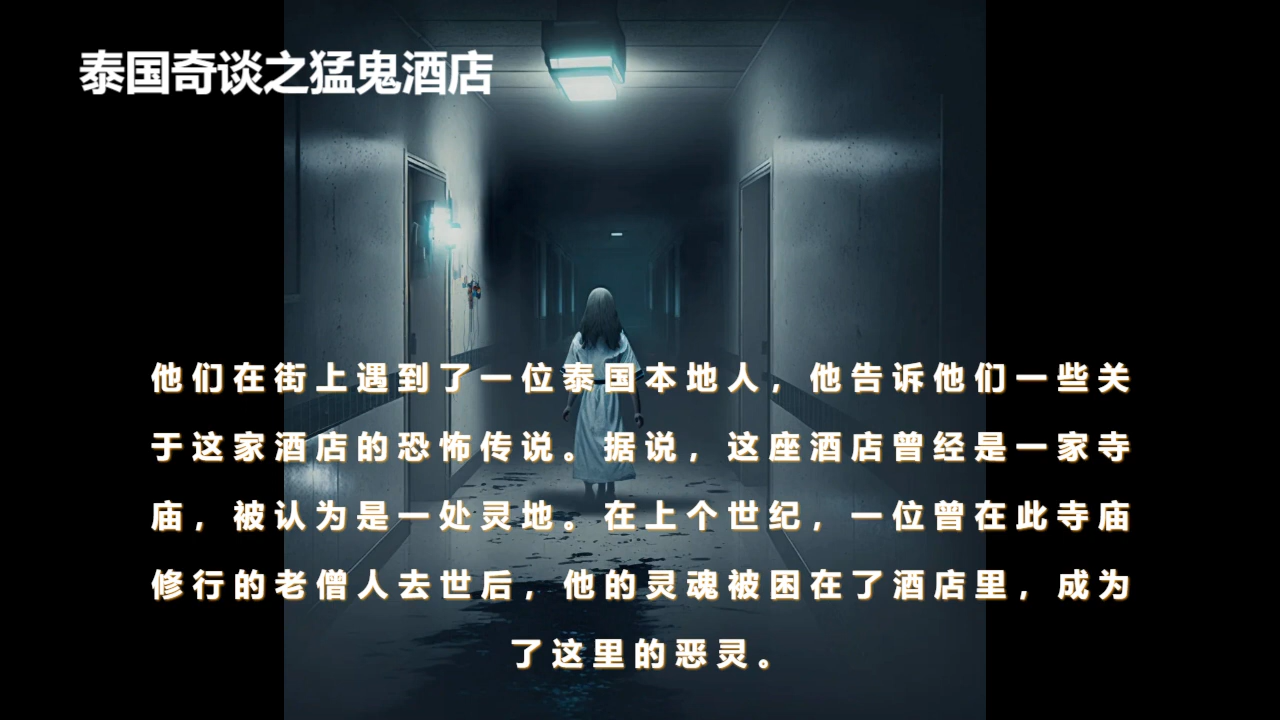 泰国奇谈之猛鬼酒店
他们在街上遇到了一位泰国本地人，他告诉他们一些关
于这家酒店的恐怖传说。据说，这座酒店曾经是一家寺
庙，被认为是一处灵地。在上个世纪，一位曾在此寺庙
修行的老僧人去世后，他的灵魂被困在了酒店里，成为
了这里的恶灵。